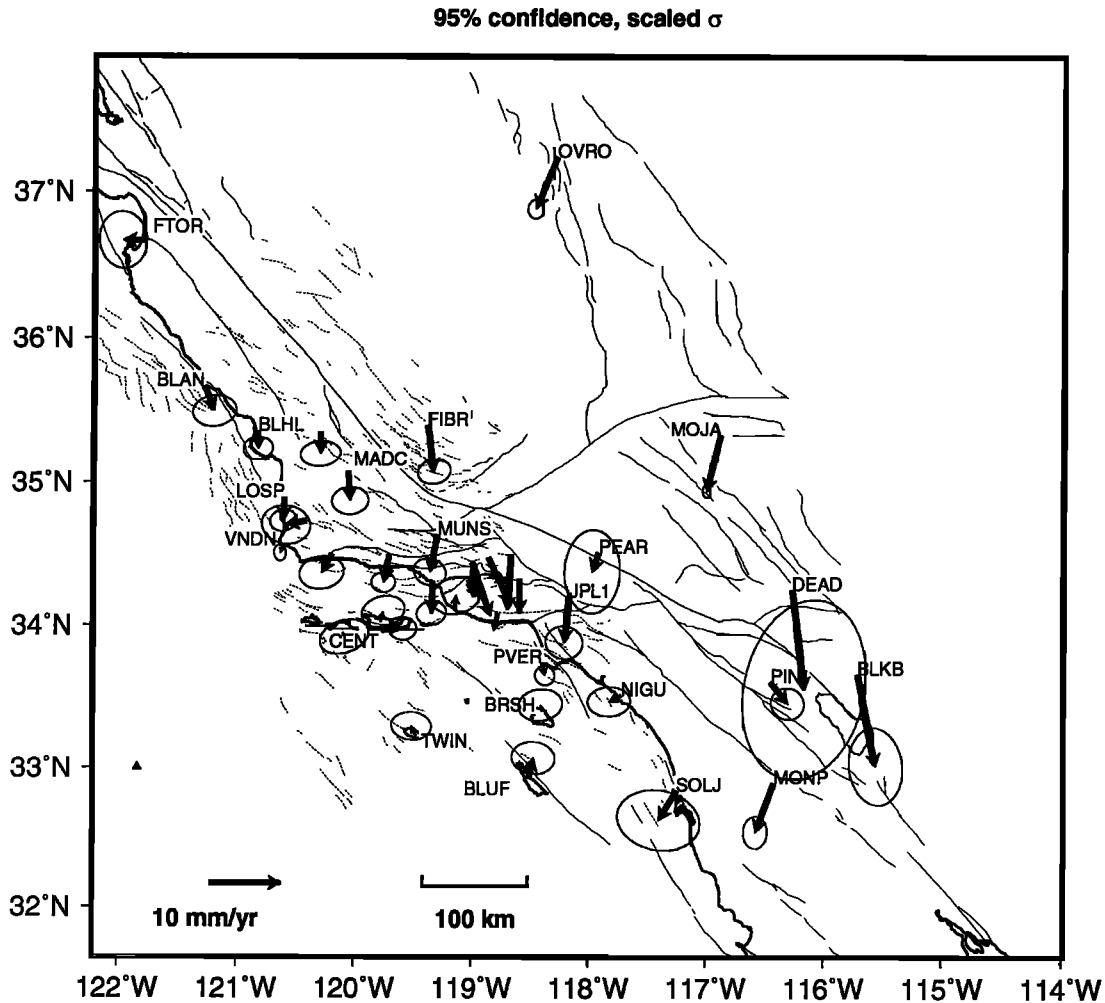 95% confidence, scaled σ
OVRO
37°N
FTOR
36°N
BLAN
BLHL
FIBR
MOJA
MADC
35°N
LOSP
MUNS
VNDN
PEAR
DEAD
JPL1
34°N
CENT
PVER
PIN
BLKB
NIGU
BRSH
TWIN
33°N
MONP
BLUF
SOLJ
32°N
10 mm/yr
100 km
122°W 121°W 120°W 119°W 118°W 117°W 116°W 115°W 114°W